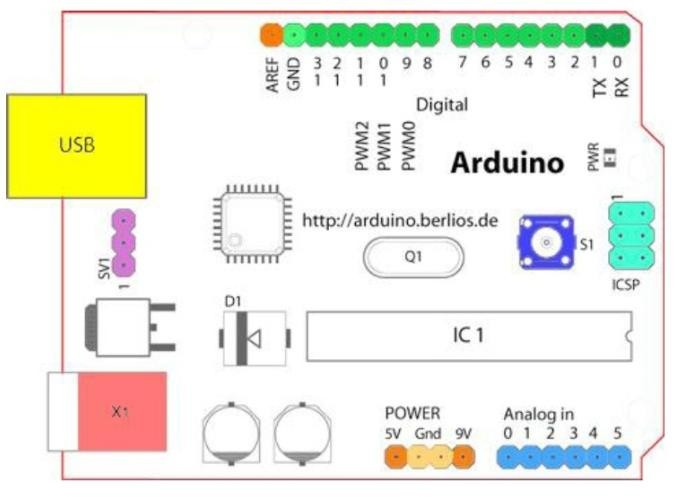 AREF
GND
13
12
11
10
9
8
7
6
5
4
3
2
1
0
TX
RX
Digital
PWM2
PWM1
PWM0
Arduino
PWR
USB
http://arduino.berlios.de
1
S1
ICSP
Q1
SV1
1
D1
IC 1
X1
POWER
5V Gnd 9V
Analog in
0 1 2 3 4 5